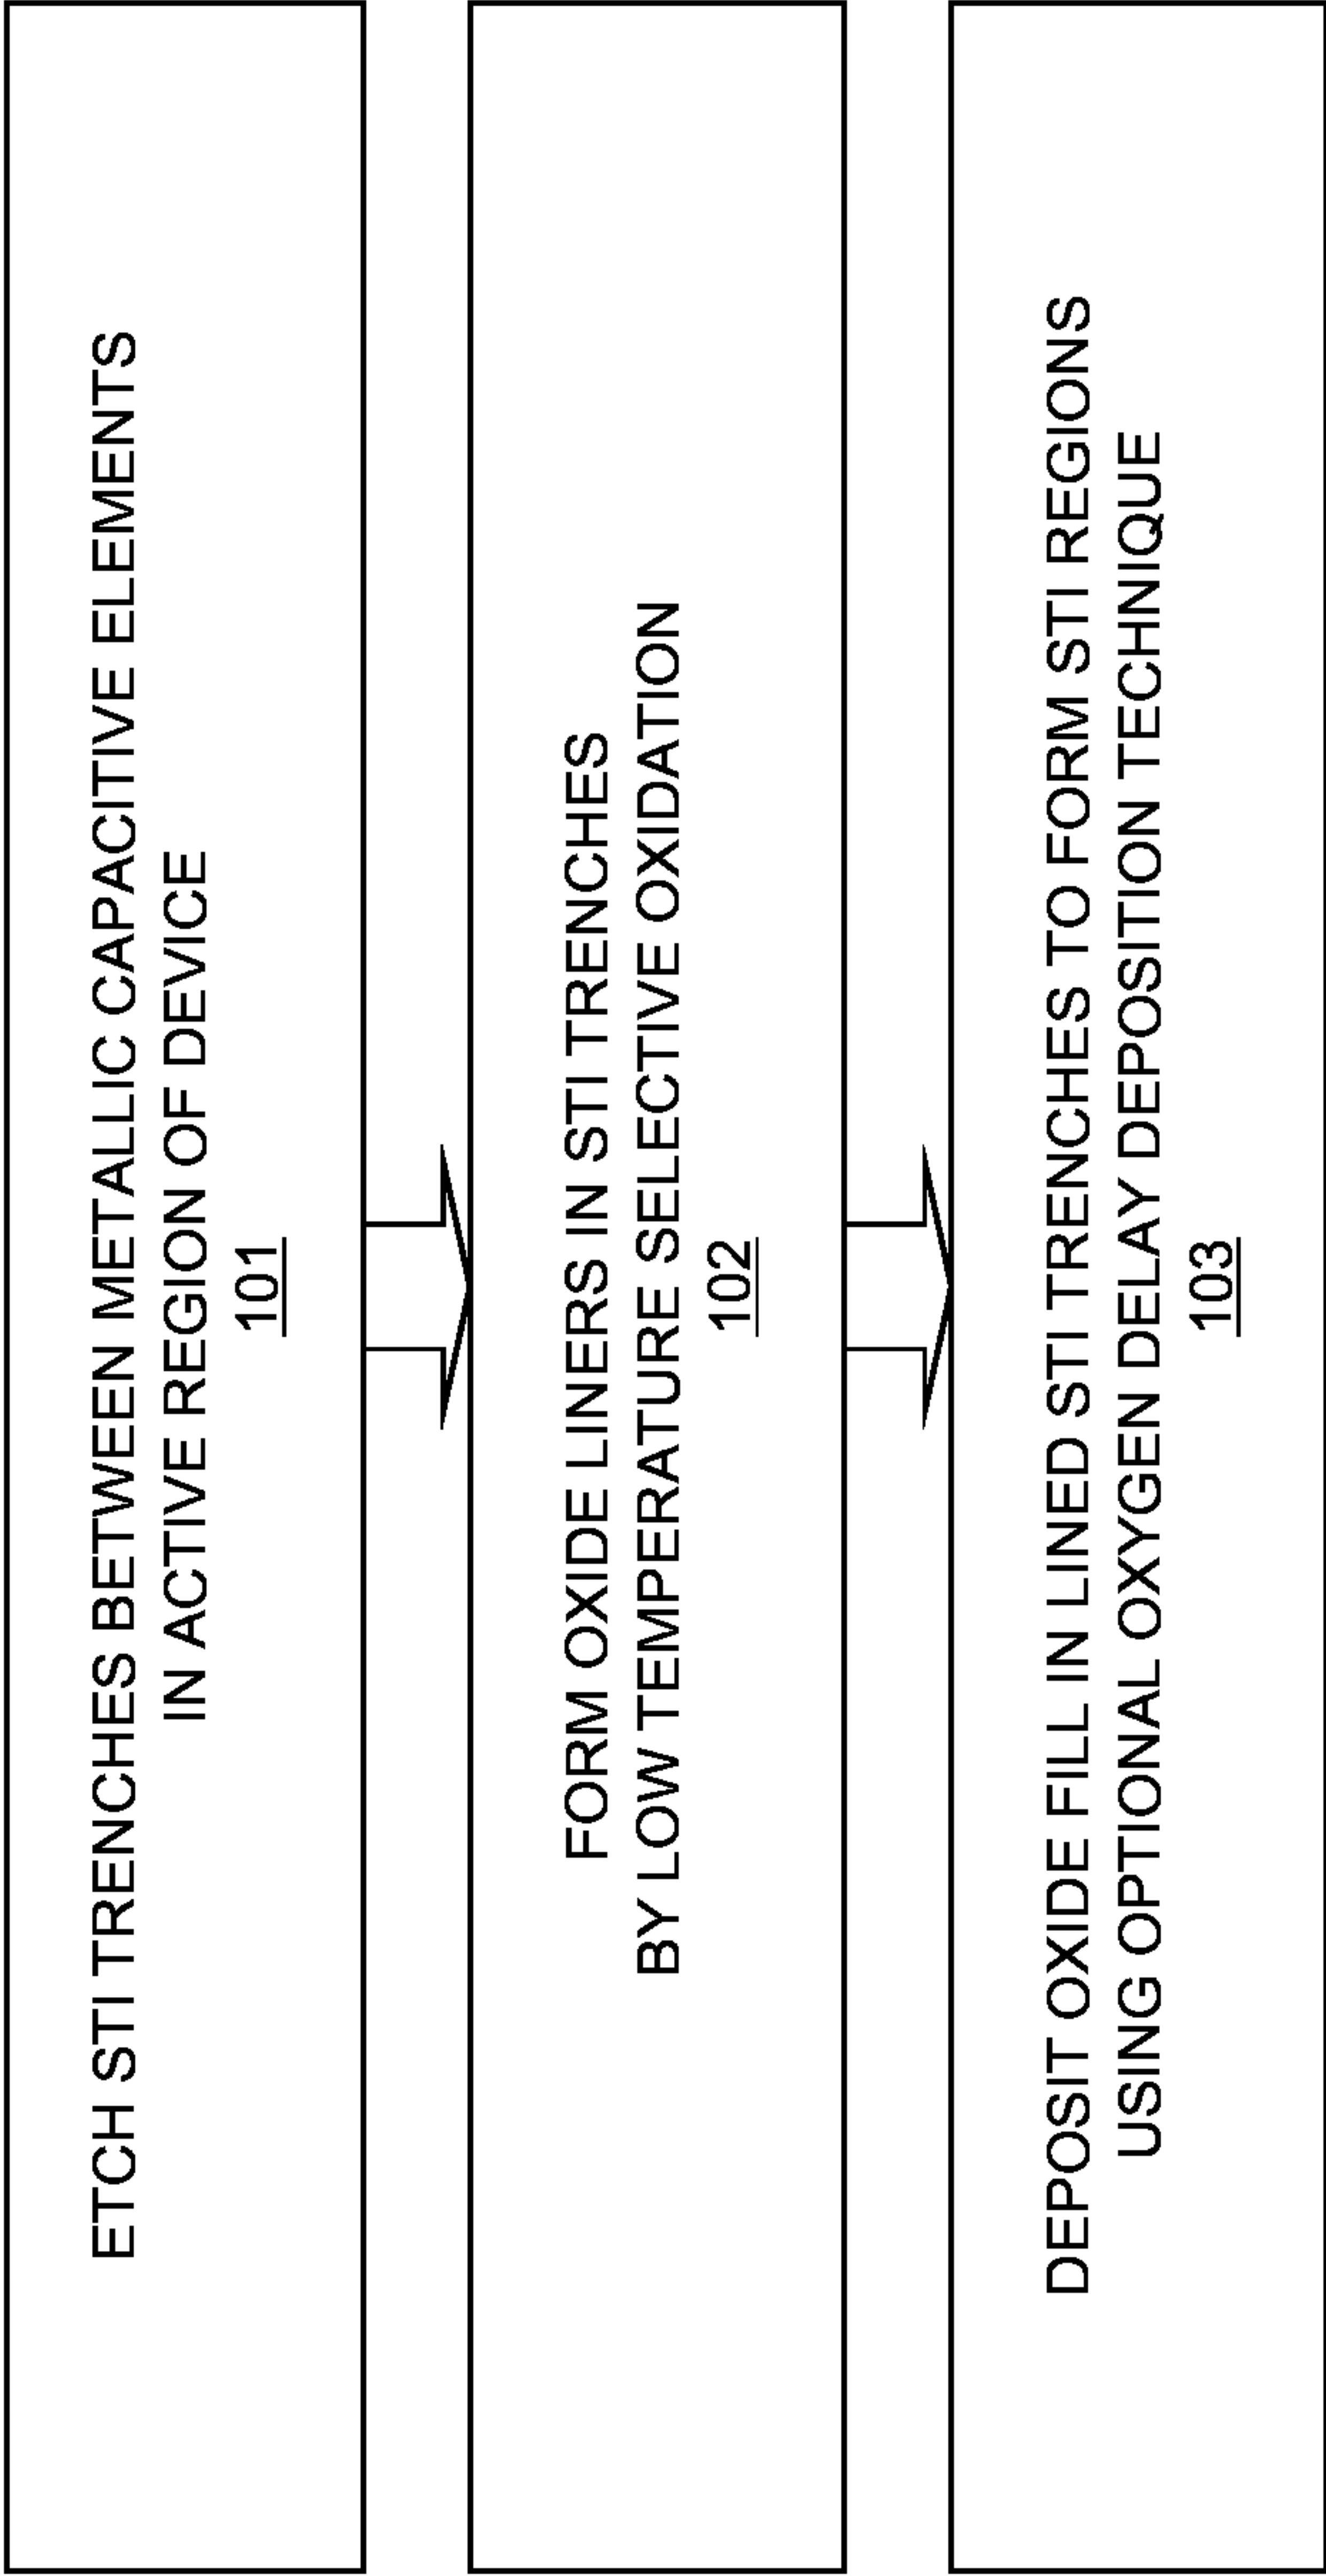 ETCH STI TRENCHES BETWEEN METALLIC CAPACITIVE ELEMENTS
IN ACTIVE REGION OF DEVICE
101
FORM OXIDE LINERS IN STI TRENCHES
BY LOW TEMPERATURE SELECTIVE OXIDATION
102
DEPOSIT OXIDE FILL IN LINED STI TRENCHES TO FORM STI REGIONS
USING OPTIONAL OXYGEN DELAY DEPOSITION TECHNIQUE
103